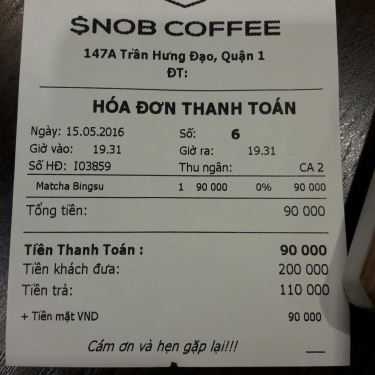 $NOB COFFEE
147A Trần Hưng Đạo, Quận 1
ĐT:
HÓA ĐƠN THANH TOÁN
Ngày: 15.05.2016 Số: 6
Giờ vào: 19.31 Giờ ra: 19.31
Số HĐ: I03859 Thu ngân: CA 2
Matcha Bingsu 1 90 000 0% 90 000
Tổng tiền: 90 000
Tiền Thanh Toán : 90 000
Tiền khách đưa: 200 000
Tiền trả: 110 000
+ Tiền mặt VND 90 000
Cám ơn và hẹn gặp lại!!!